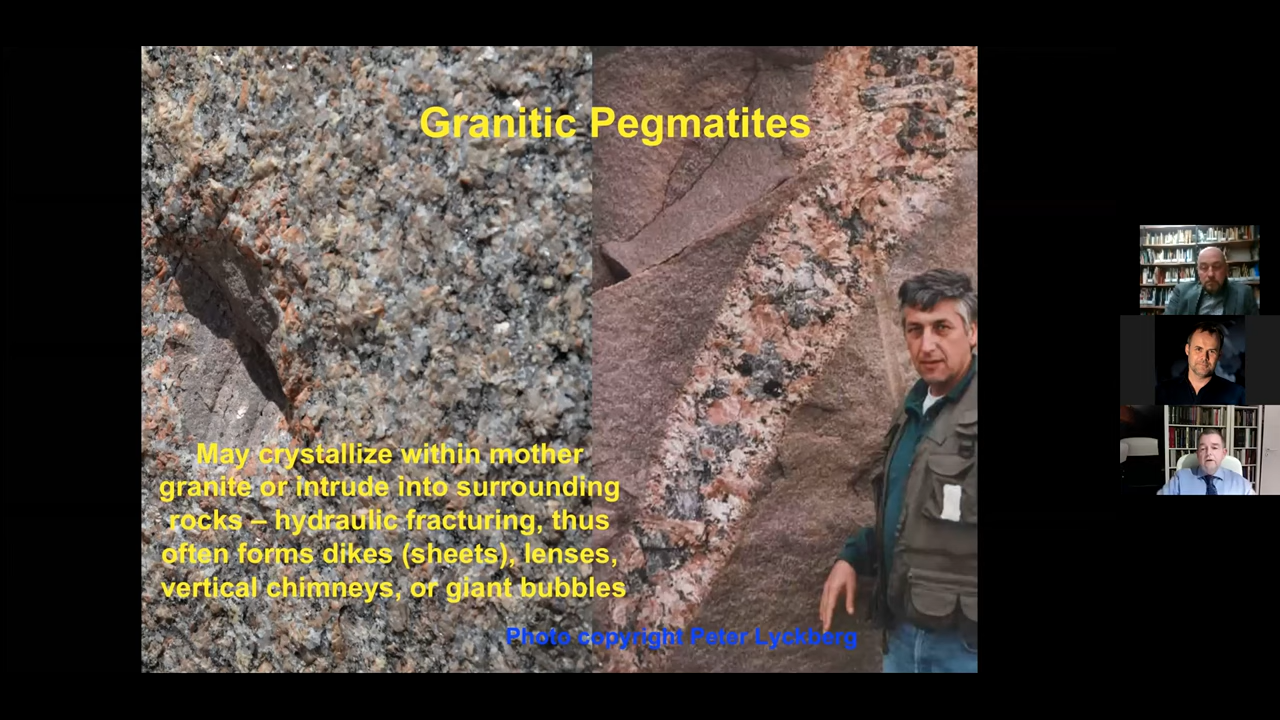 Granitic Pegmatites
May crystallize within mother
granite or intrude into surrounding
rocks – hydraulic fracturing, thus
often forms dikes (sheets), lenses,
vertical chimneys, or giant bubbles
Photo copyright Peter Lyckberg